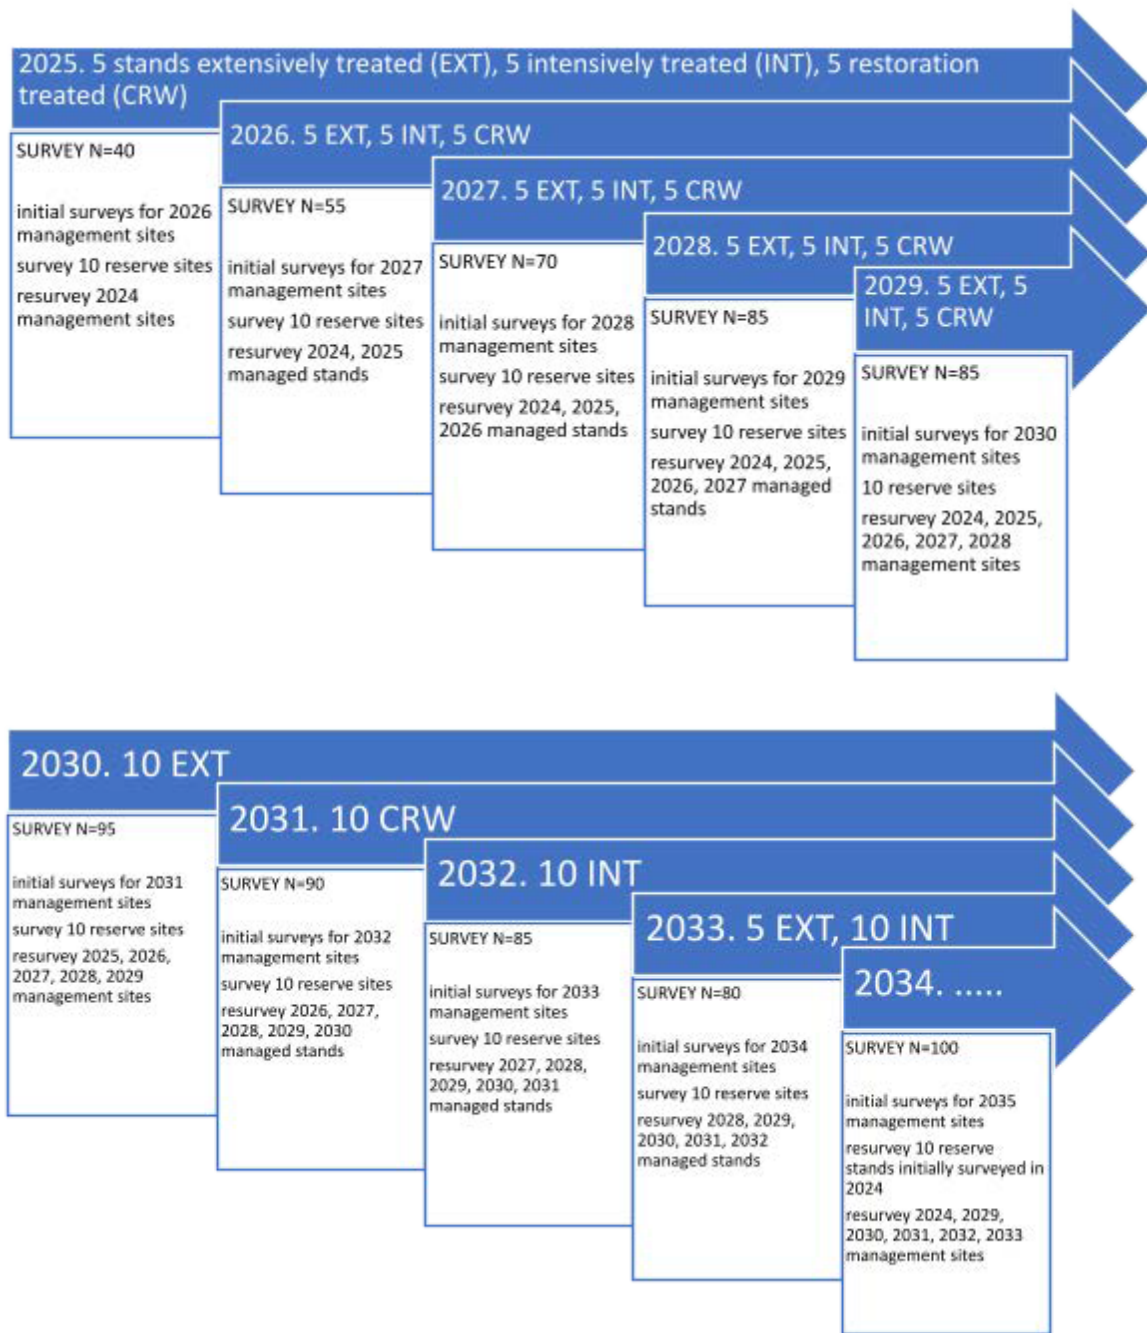 2025. 5 stands extensively treated (EXT), 5 intensively treated (INT), 5 restoration
treated (CRW)
SURVEY N=40
initial surveys for 2026
management sites
survey 10 reserve sites
resurvey 2024
management sites
2026. 5 EXT, 5 INT, 5 CRW
SURVEY N=55
initial surveys for 2027
management sites
survey 10 reserve sites
resurvey 2024, 2025
managed stands
2027. 5 EXT, 5 INT, 5 CRW
SURVEY N=70
initial surveys for 2028
management sites
survey 10 reserve sites
resurvey 2024, 2025,
2026 managed stands
2028. 5 EXT, 5 INT, 5 CRW
SURVEY N=85
initial surveys for 2029
management sites
survey 10 reserve sites
resurvey 2024, 2025,
2026, 2027 managed
stands
2029. 5 EXT, 5
INT, 5 CRW
SURVEY N=85
initial surveys for 2030
management sites
10 reserve sites
resurvey 2024, 2025,
2026, 2027, 2028
management sites
2030. 10 EXT
SURVEY N=95
initial surveys for 2031
management sites
survey 10 reserve sites
resurvey 2025, 2026,
2027, 2028, 2029
management sites
2031. 10 CRW
SURVEY N=90
initial surveys for 2032
management sites
survey 10 reserve sites
resurvey 2026, 2027,
2028, 2029, 2030
managed stands
2032. 10 INT
SURVEY N=85
initial surveys for 2033
management sites
survey 10 reserve sites
resurvey 2027, 2028,
2029, 2030, 2031
managed stands
2033. 5 EXT, 10 INT
SURVEY N=80
initial surveys for 2034
management sites
survey 10 reserve sites
resurvey 2028, 2029,
2030, 2031, 2032
managed stands
2034. .....
SURVEY N=100
initial surveys for 2035
management sites
resurvey 10 reserve
stands initially surveyed in
2024
resurvey 2024, 2029,
2030, 2031, 2032, 2033
management sites